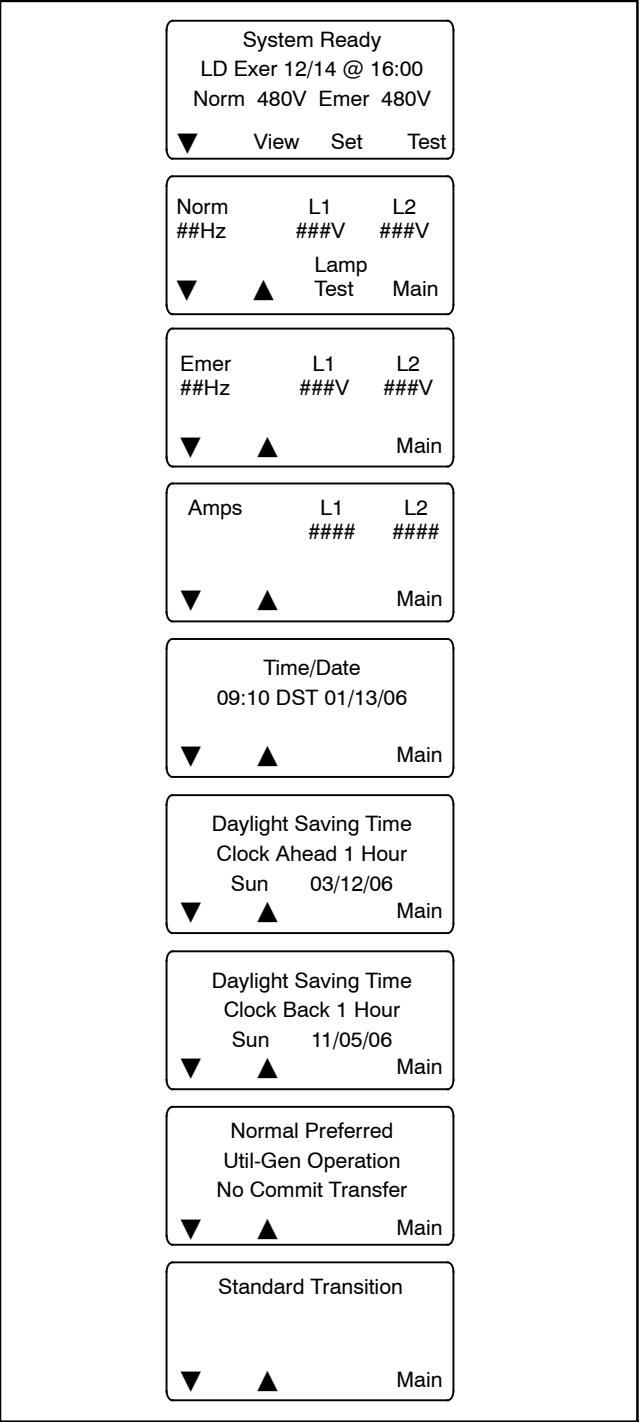 System Ready
LD Exer 12/14 @ 16:00
Norm 480V Emer 480V
▼ View Set Test
Norm L1 L2
##Hz ###V ###V
Lamp
▼ ▲ Test Main
Emer L1 L2
##Hz ###V ###V
▼ ▲ Main
Amps L1 L2
#### ####
▼ ▲ Main
Time/Date
09:10 DST 01/13/06
▼ ▲ Main
Daylight Saving Time
Clock Ahead 1 Hour
Sun 03/12/06
▼ ▲ Main
Daylight Saving Time
Clock Back 1 Hour
Sun 11/05/06
▼ ▲ Main
Normal Preferred
Util-Gen Operation
No Commit Transfer
▼ ▲ Main
Standard Transition
▼ ▲ Main